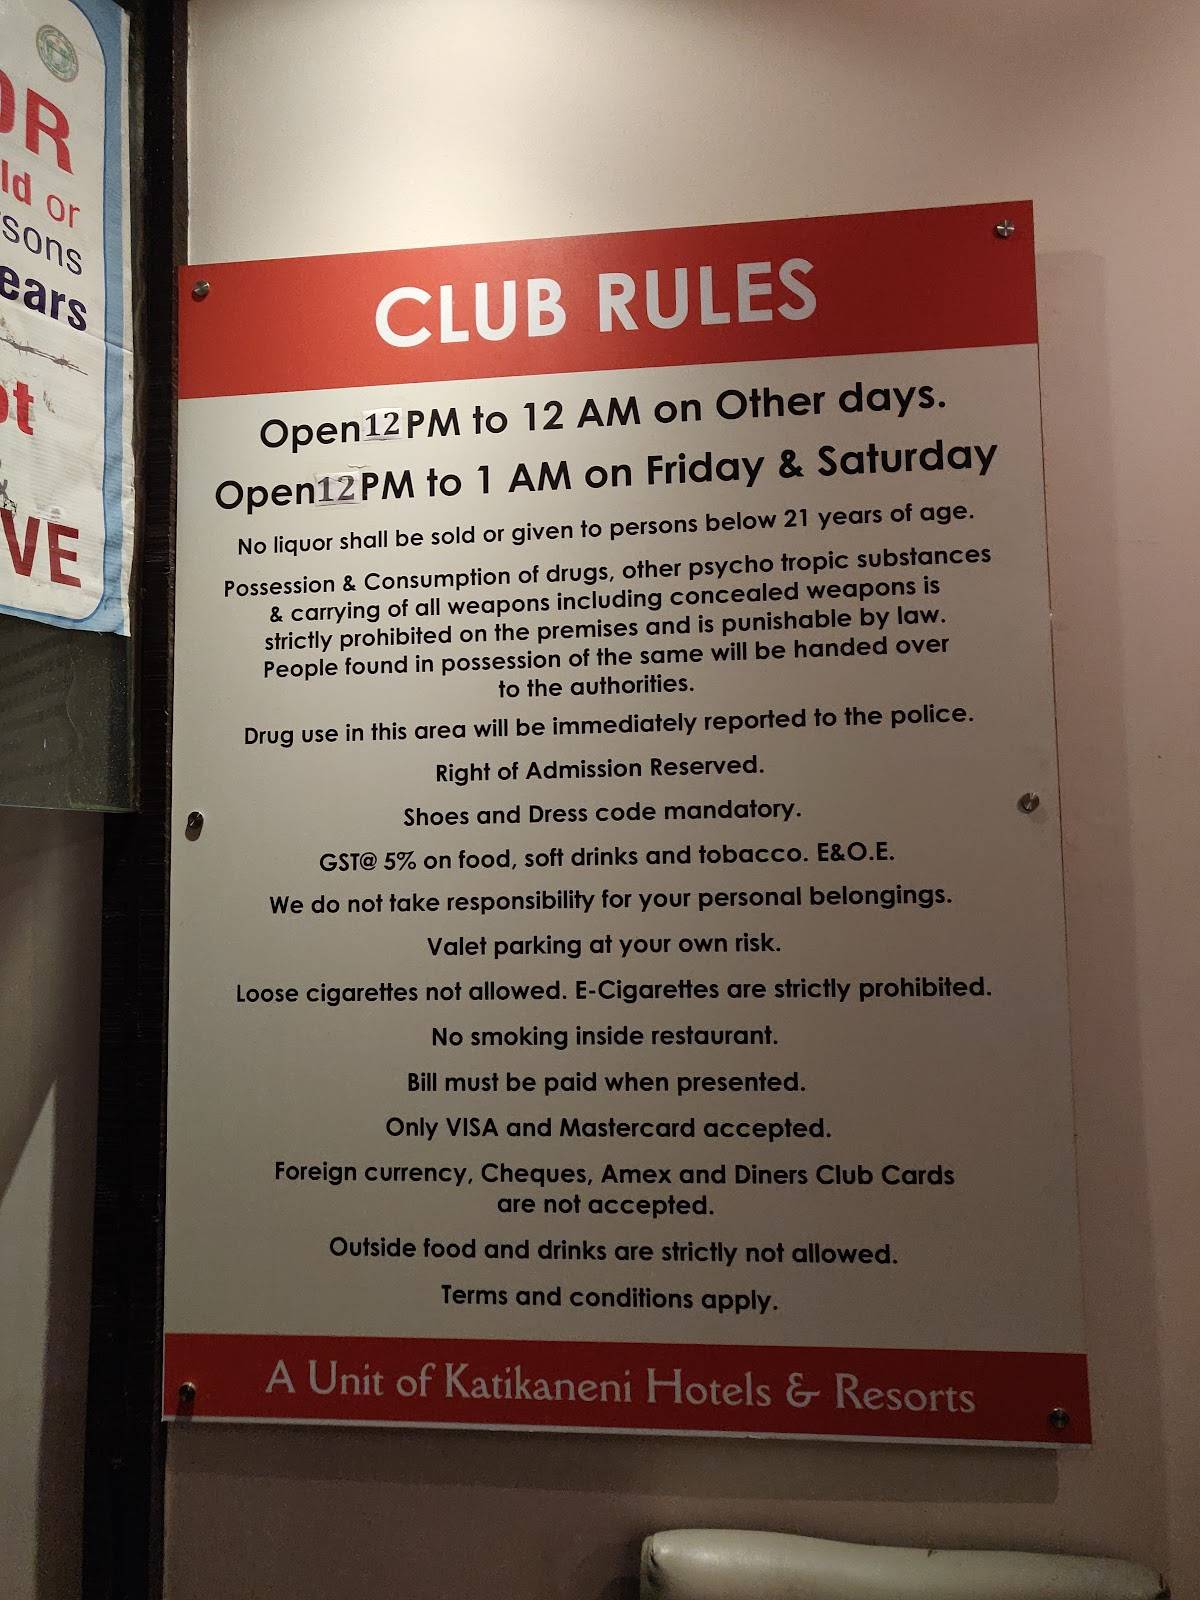 OR
ld or
sons
ears
ot
VE
CLUB RULES
Open 12 PM to 12 AM on Other days.
Open 12 PM to 1 AM on Friday & Saturday
No liquor shall be sold or given to persons below 21 years of age.
Possession & Consumption of drugs, other psycho tropic substances
& carrying of all weapons including concealed weapons is
strictly prohibited on the premises and is punishable by law.
People found in possession of the same will be handed over
to the authorities.
Drug use in this area will be immediately reported to the police.
Right of Admission Reserved.
Shoes and Dress code mandatory.
GST@ 5% on food, soft drinks and tobacco. E&O.E.
We do not take responsibility for your personal belongings.
Valet parking at your own risk.
Loose cigarettes not allowed. E-Cigarettes are strictly prohibited.
No smoking inside restaurant.
Bill must be paid when presented.
Only VISA and Mastercard accepted.
Foreign currency, Cheques, Amex and Diners Club Cards
are not accepted.
Outside food and drinks are strictly not allowed.
Terms and conditions apply.
A Unit of Katikaneni Hotels & Resorts